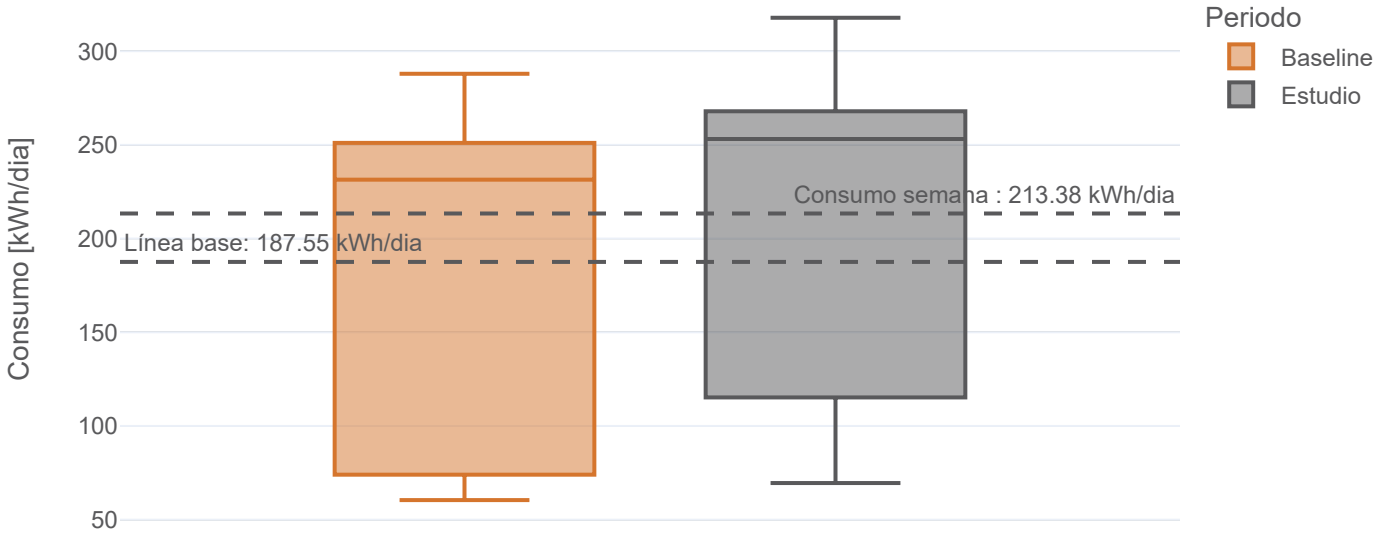 Periodo
Baseline
Estudio
Consumo [kWh/dia]
300
250
200
150
100
50
Consumo semana : 213.38 kWh/dia
Línea base: 187.55 kWh/dia